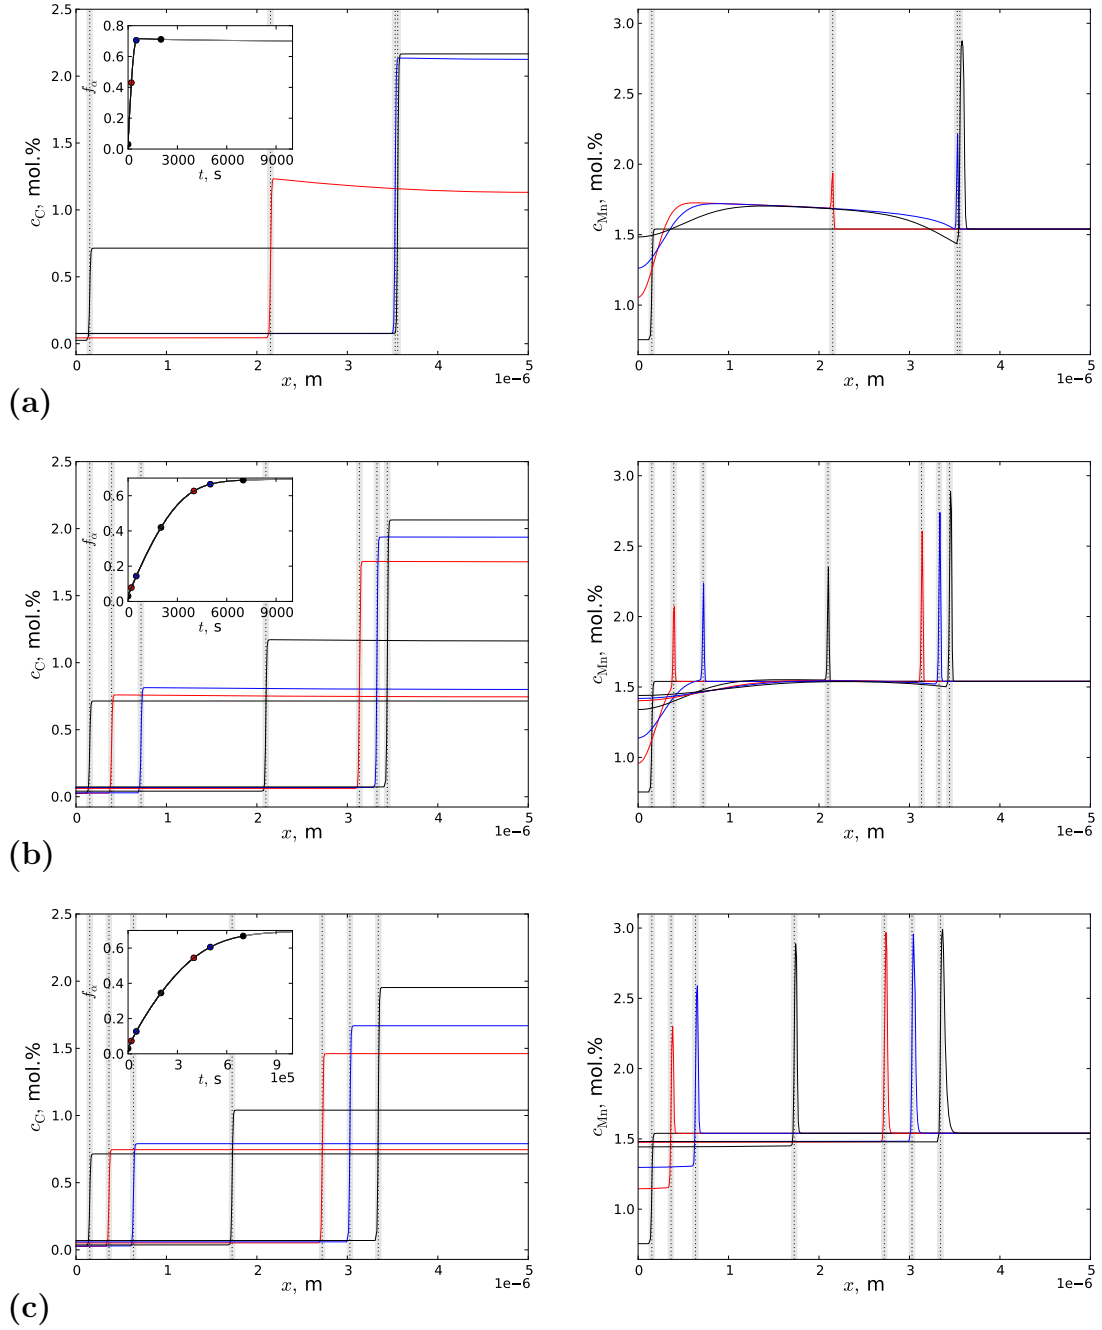 2.5
2.0
1.5
1.0
0.5
0.0
c_C, mol.%
0 1 2 3 4 5
1e−6
x, m
0.8
0.6
0.4
0.2
0.0
f_α
0 3000 6000 9000
t, s
3.0
2.5
2.0
1.5
1.0
c_Mn, mol.%
0 1 2 3 4 5
1e−6
x, m
(a)
2.5
2.0
1.5
1.0
0.5
0.0
c_C, mol.%
0 1 2 3 4 5
1e−6
x, m
0.6
0.4
0.2
0.0
f_α
0 3000 6000 9000
t, s
3.0
2.5
2.0
1.5
1.0
c_Mn, mol.%
0 1 2 3 4 5
1e−6
x, m
(b)
2.5
2.0
1.5
1.0
0.5
0.0
c_C, mol.%
0 1 2 3 4 5
1e−6
x, m
0.6
0.4
0.2
0.0
f_α
0 3 6 9
1e5
t, s
3.0
2.5
2.0
1.5
1.0
c_Mn, mol.%
0 1 2 3 4 5
1e−6
x, m
(c)